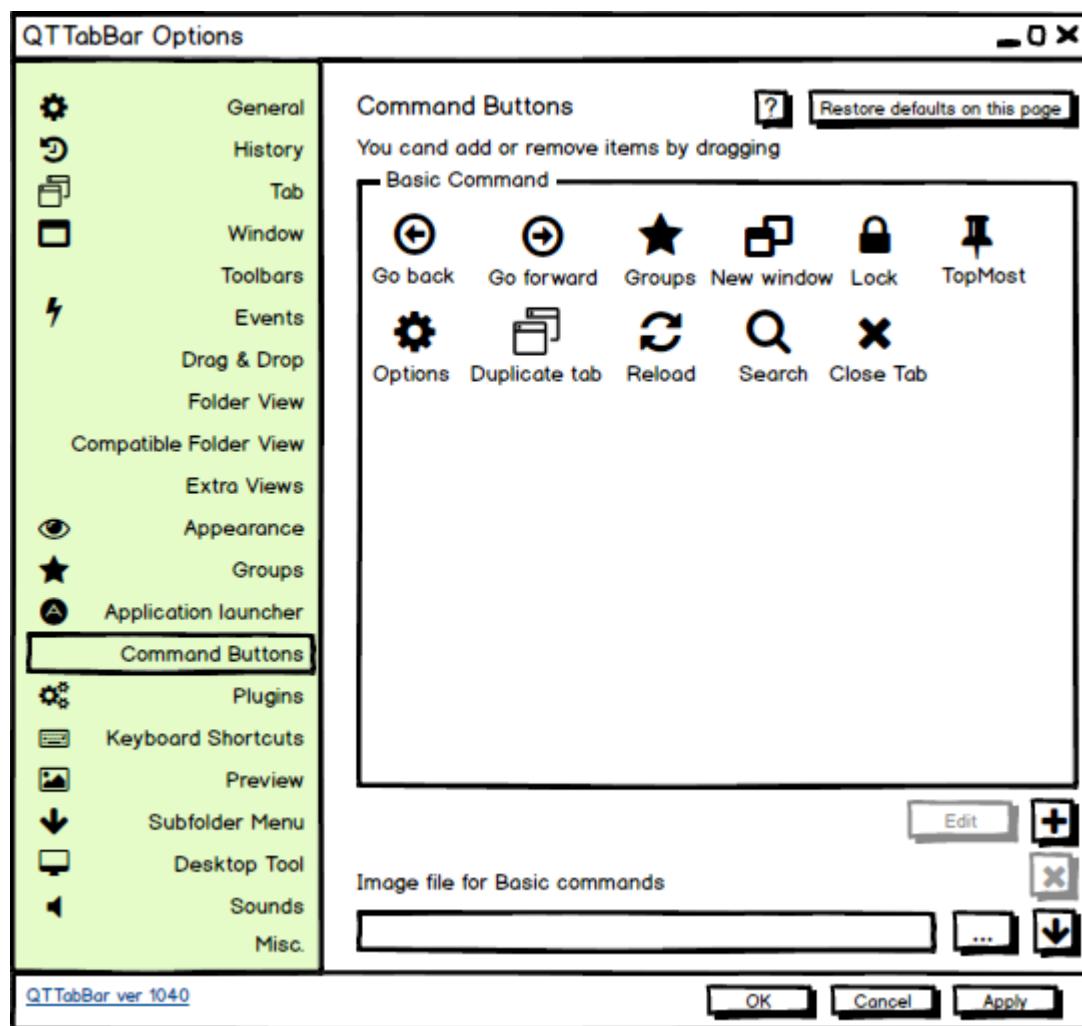 QTTabBar Options
General
History
Tab
Window
Toolbars
Events
Drag & Drop
Folder View
Compatible Folder View
Extra Views
Appearance
Groups
Application launcher
Command Buttons
Plugins
Keyboard Shortcuts
Preview
Subfolder Menu
Desktop Tool
Sounds
Misc.
Command Buttons ? Restore defaults on this page
You cand add or remove items by dragging
Basic Command
Go back Go forward Groups New window Lock TopMost
Options Duplicate tab Reload Search Close Tab
Edit
Image file for Basic commands
...
QTTabBar ver 1040 OK Cancel Apply